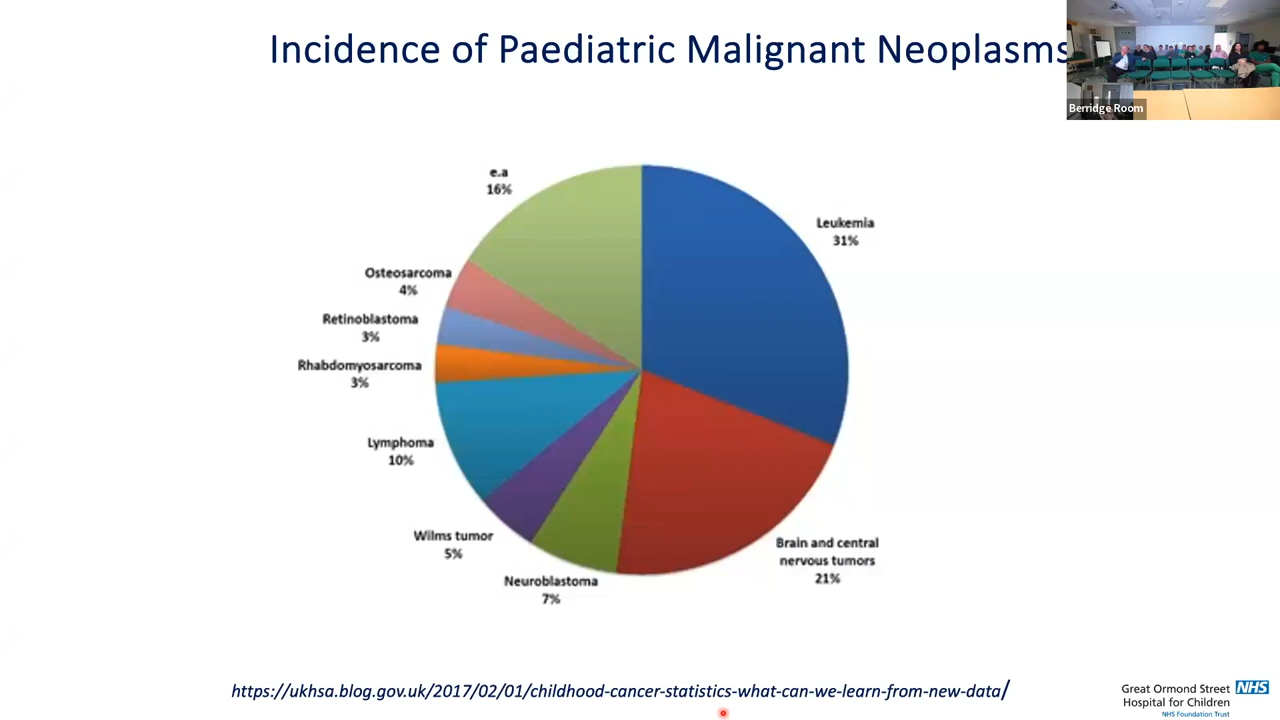 Incidence of Paediatric Malignant Neoplasms
Berridge Room
e.a
16%
Leukemia
31%
Osteosarcoma
4%
Retinoblastoma
3%
Rhabdomyosarcoma
3%
Lymphoma
10%
Wilms tumor
5%
Neuroblastoma
7%
Brain and central
nervous tumors
21%
https://ukhsa.blog.gov.uk/2017/02/01/childhood-cancer-statistics-what-can-we-learn-from-new-data/
Great Ormond Street NHS
Hospital for Children
NHS Foundation Trust